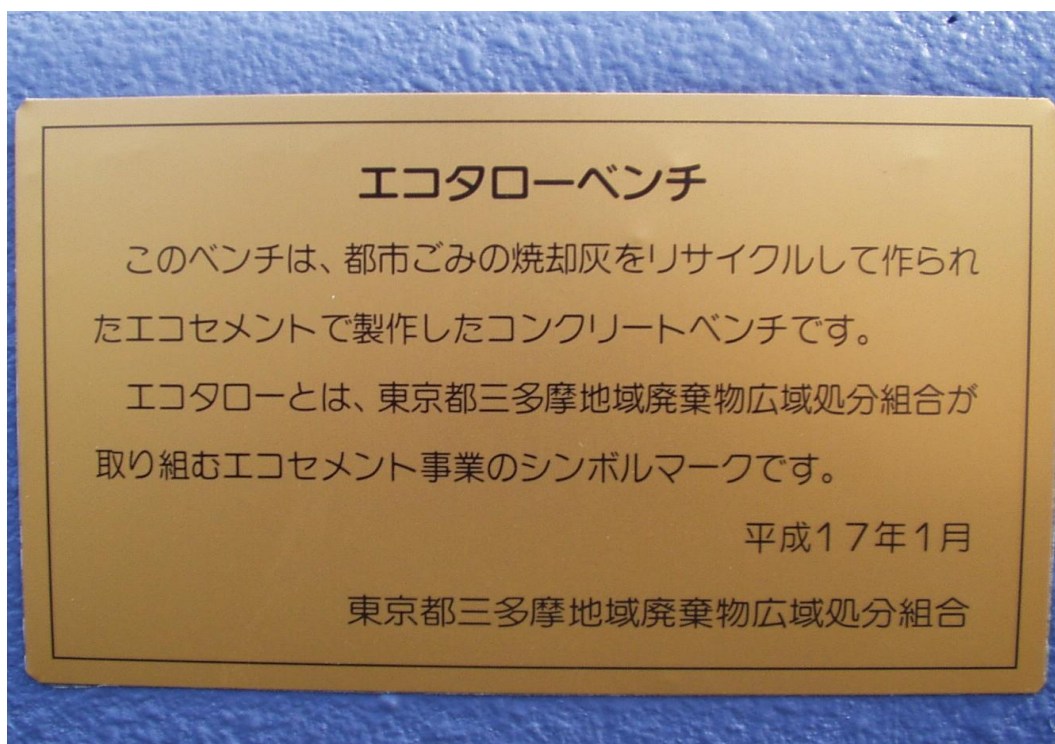 エコタローベンチ
このベンチは、都市ごみの焼却灰をリサイクルして作られ
たエコセメントで製作したコンクリートベンチです。
エコタローとは、東京都三多摩地域廃棄物広域処分組合が
取り組むエコセメント事業のシンボルマークです。
平成17年1月
東京都三多摩地域廃棄物広域処分組合